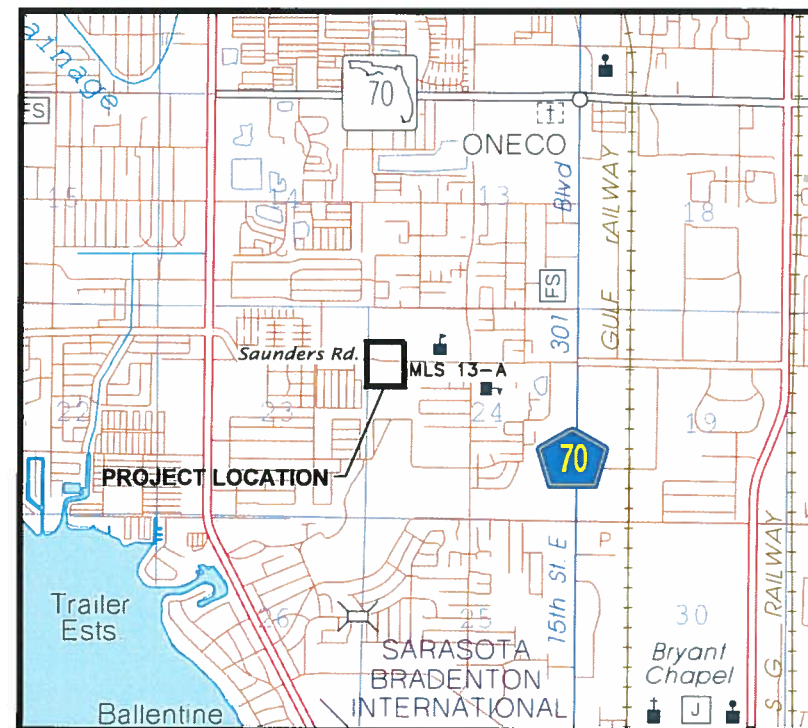 ainage
FS
70
ONECO
15
14
13
18
Blvd
GULF RAILWAY
FS
301
Saunders Rd.
MLS 13-A
22
23
24
19
PROJECT LOCATION
70
15th St. E
P
Trailer
Ests
26
25
30
SARASOTA
BRADENTON
INTERNATIONAL
Bryant
Chapel
J
S G RAILWAY
Ballentine